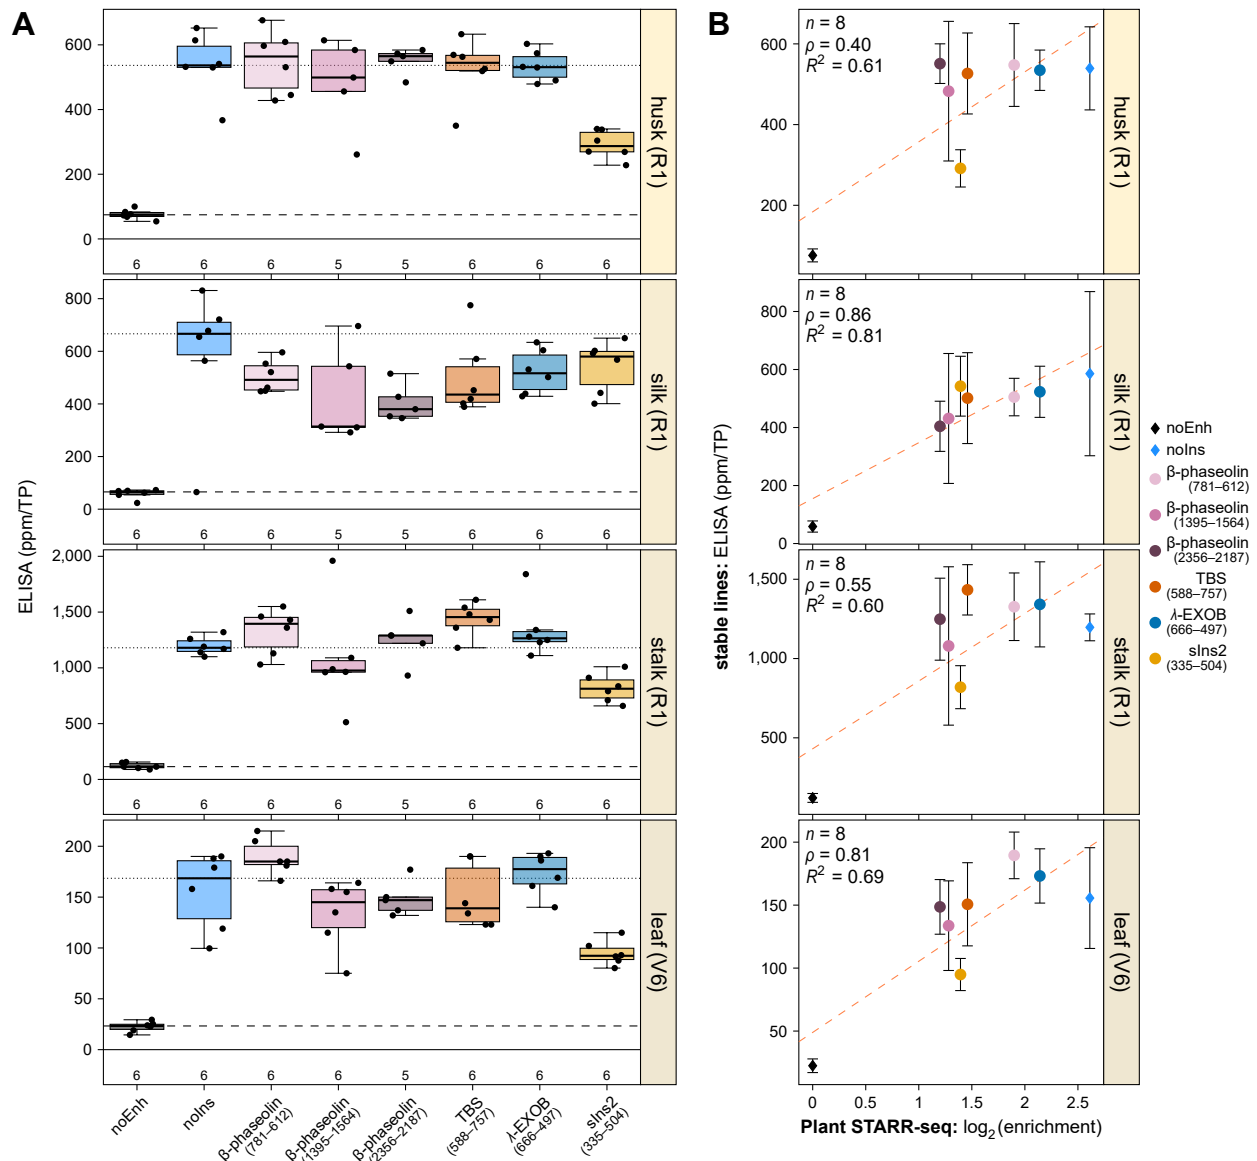 A
ELISA (ppm/TP)
600
400
200
0
6 6 6 5 5 6 6 6
husk (R1)
800
600
400
200
0
6 6 6 5 5 6 6 6
silk (R1)
2,000
1,500
1,000
500
0
6 6 6 6 5 6 6 6
stalk (R1)
200
150
100
50
0
6 6 6 6 5 6 6 6
leaf (V6)
noEnh
noIns
β-phaseolin
(781–612)
β-phaseolin
(1395–1564)
β-phaseolin
(2356–2187)
TBS
(588–757)
λ-EXOB
(666–497)
sIns2
(335–504)
B
stable lines: ELISA (ppm/TP)
n = 8
ρ = 0.40
R² = 0.61
600
400
200
husk (R1)
n = 8
ρ = 0.86
R² = 0.81
800
600
400
200
0
silk (R1)
n = 8
ρ = 0.55
R² = 0.60
1,500
1,000
500
stalk (R1)
n = 8
ρ = 0.81
R² = 0.69
200
150
100
50
leaf (V6)
0 0.5 1 1.5 2 2.5
Plant STARR-seq: log₂(enrichment)
noEnh
noIns
β-phaseolin
(781–612)
β-phaseolin
(1395–1564)
β-phaseolin
(2356–2187)
TBS
(588–757)
λ-EXOB
(666–497)
sIns2
(335–504)